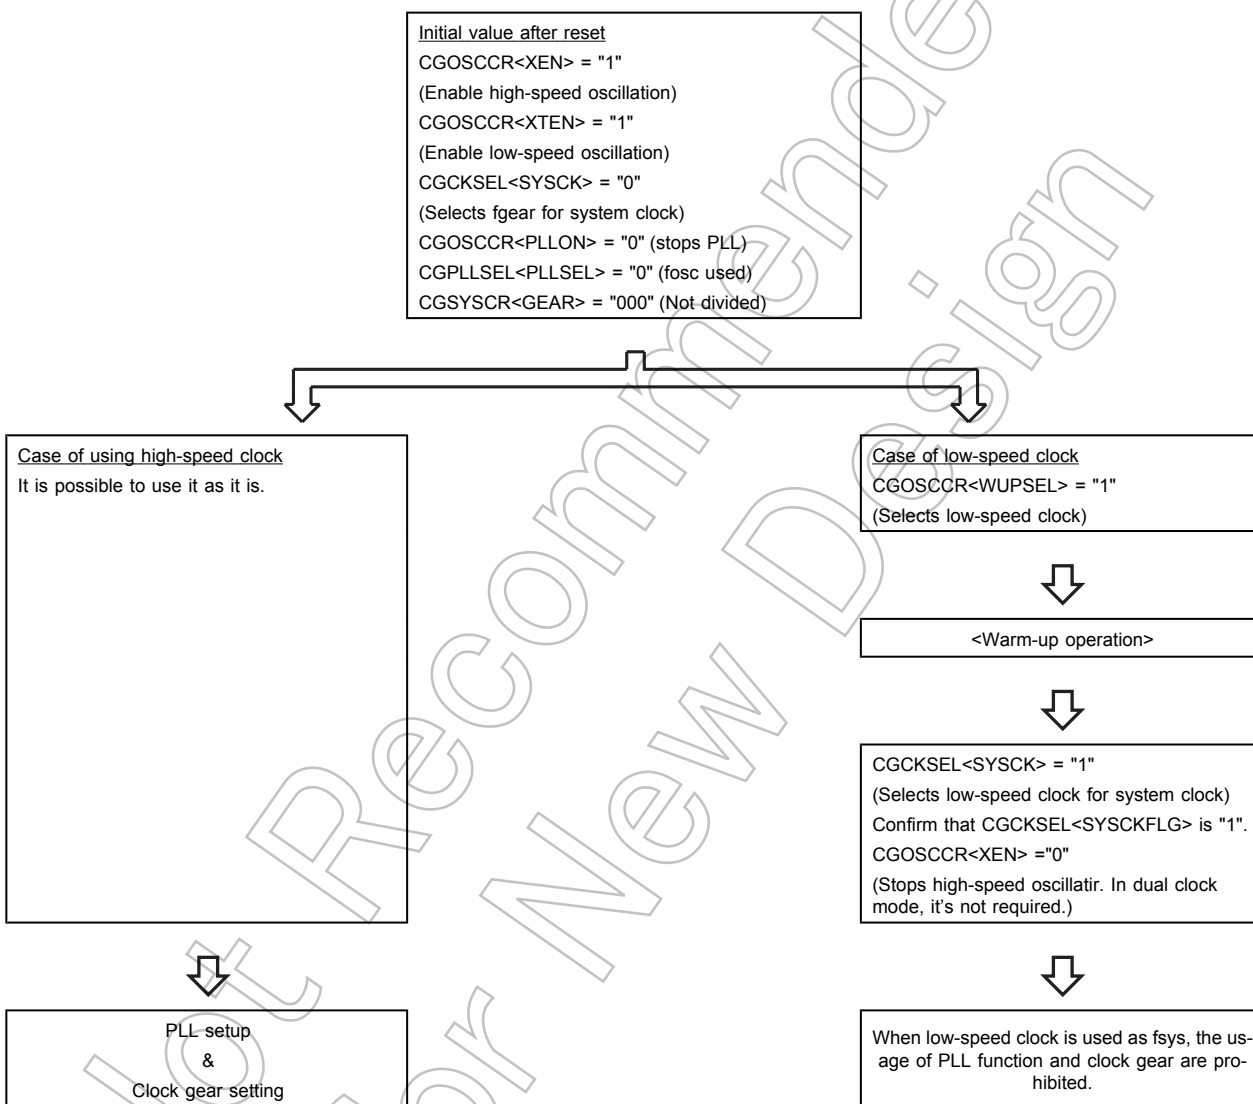 Initial value after reset
CGOSCCR<XEN> = "1"
(Enable high-speed oscillation)
CGOSCCR<XTEN> = "1"
(Enable low-speed oscillation)
CGCKSEL<SYSCK> = "0"
(Selects fgear for system clock)
CGOSCCR<PLLON> = "0" (stops PLL)
CGPLLSEL<PLLSEL> = "0" (fosc used)
CGSYSCR<GEAR> = "000" (Not divided)
Case of using high-speed clock
It is possible to use it as it is.
PLL setup
&
Clock gear setting
Case of low-speed clock
CGOSCCR<WUPSEL> = "1"
(Selects low-speed clock)
<Warm-up operation>
CGCKSEL<SYSCK> = "1"
(Selects low-speed clock for system clock)
Confirm that CGCKSEL<SYSCKFLG> is "1".
CGOSCCR<XEN> ="0"
(Stops high-speed oscillatir. In dual clock
mode, it's not required.)
When low-speed clock is used as fsys, the us-
age of PLL function and clock gear are pro-
hibited.
Not Recommende
for New Design